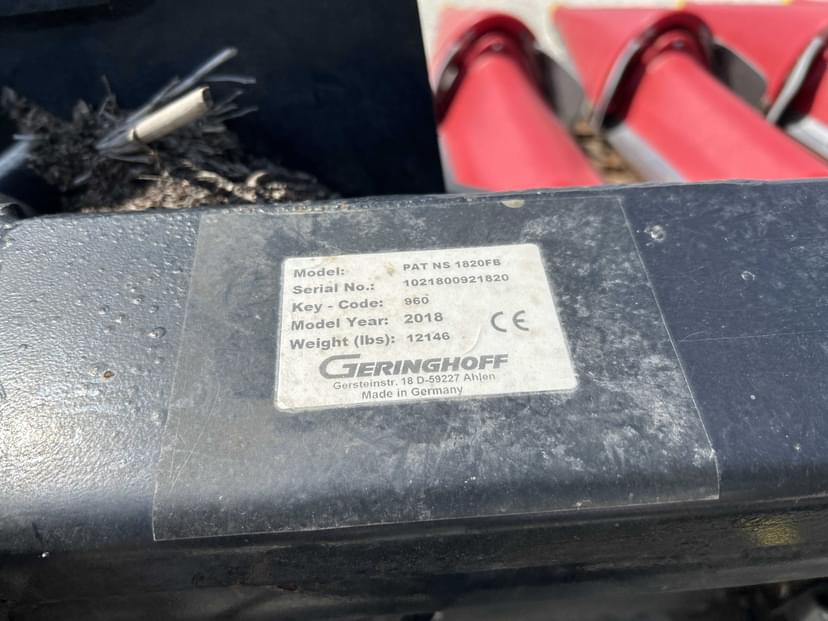 Model: PAT NS 1820FB
Serial No.: 1021800921820
Key - Code: 960
Model Year: 2018
Weight (lbs): 12146
CE
GERINGHOFF
Gersteinstr. 18 D-59227 Ahlen
Made in Germany